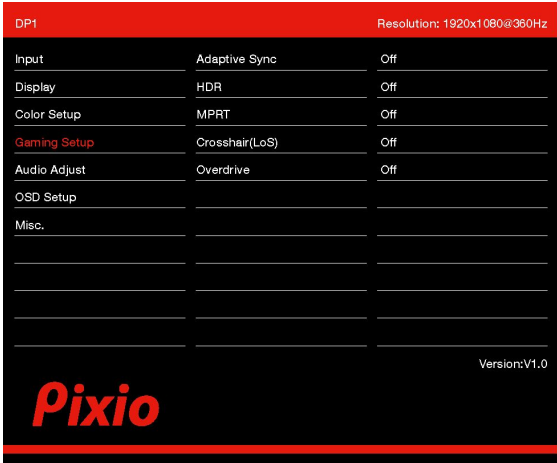 DP1 Resolution: 1920x1080@360Hz
Input Adaptive Sync Off
Display HDR Off
Color Setup MPRT Off
Gaming Setup Crosshair(LoS) Off
Audio Adjust Overdrive Off
OSD Setup
Misc.
Version:V1.0
Pixio